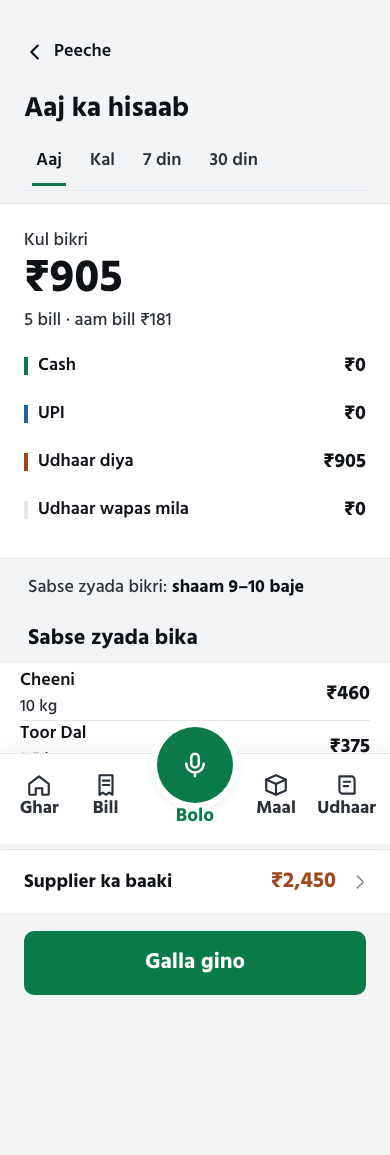 Peeche
Aaj ka hisaab
Aaj Kal 7 din 30 din
Kul bikri
₹905
5 bill · aam bill ₹181
Cash ₹0
UPI ₹0
Udhaar diya ₹905
Udhaar wapas mila ₹0
Sabse zyada bikri: shaam 9–10 baje
Sabse zyada bika
Cheeni ₹460
10 kg
Toor Dal ₹375
Ghar Bill Bolo Maal Udhaar
Supplier ka baaki ₹2,450
Galla gino